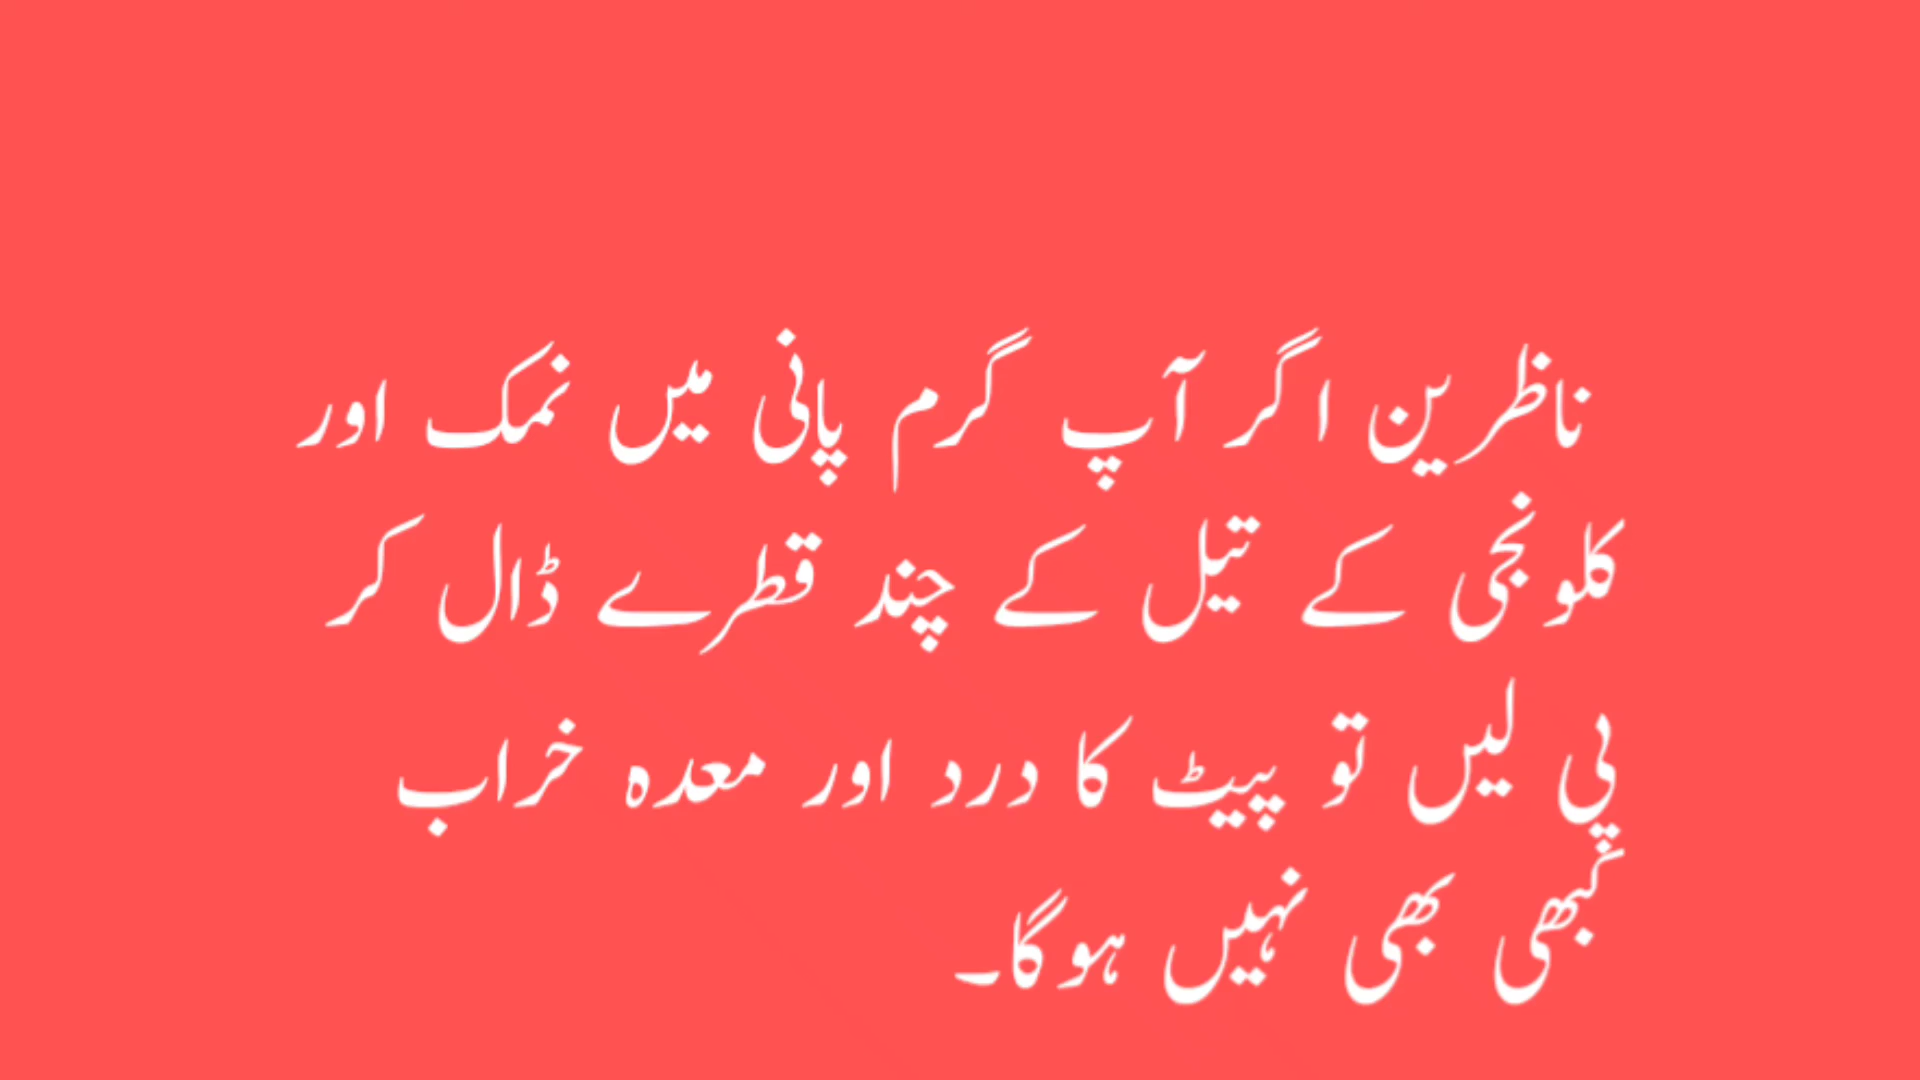 ناظرین اگر آپ گرم پانی میں نمک اور
کلونجی کے تیل کے چند قطرے ڈال کر
پی لیں تو پیٹ کا درد اور معدہ خراب
کبھی بھی نہیں ہوگا۔